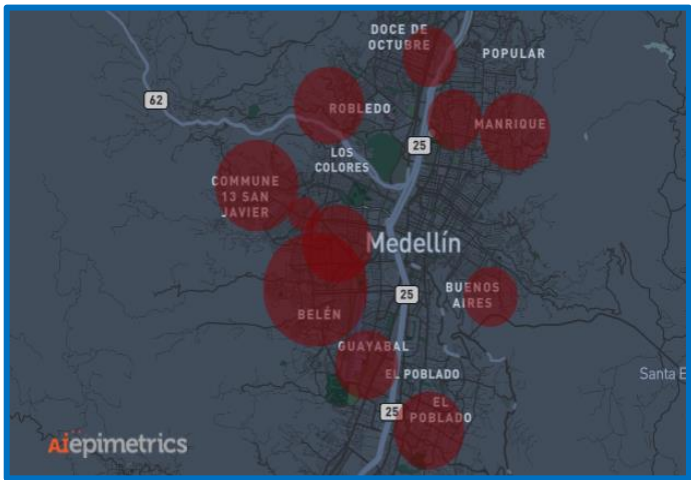 DOCE DE
OCTUBRE
POPULAR
62
ROBLEDO
MANRIQUE
25
LOS
COLORES
COMMUNE
13 SAN
JAVIER
Medellín
25
BUENOS
AIRES
BELÉN
GUAYABAL
EL POBLADO
Santa E
25
EL
POBLADO
Aiepimetrics